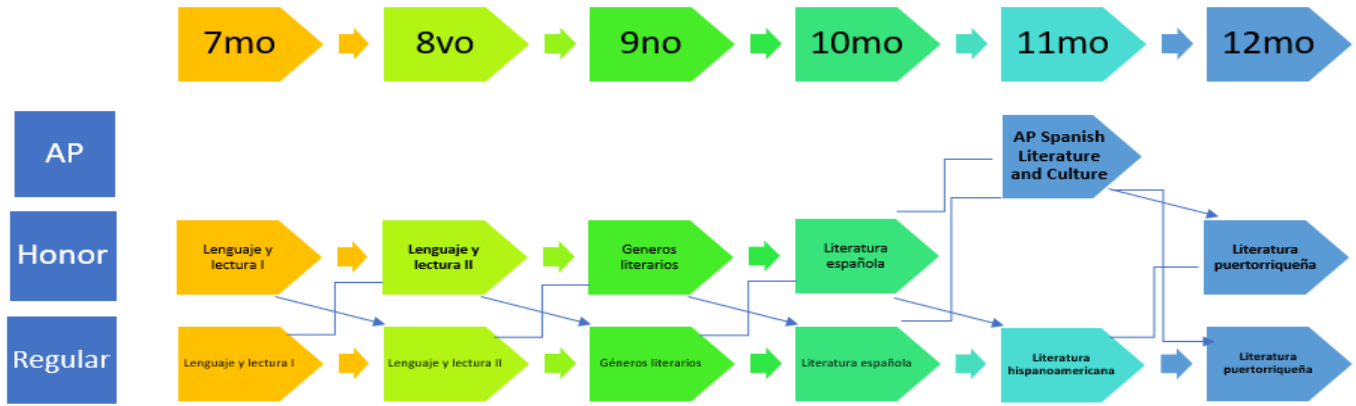 7mo
8vo
9no
10mo
11mo
12mo
AP
AP Spanish
Literature
and Culture
Honor
Lenguaje y
lectura I
Lenguaje y
lectura II
Generos
literarios
Literatura
española
Literatura
puertorriqueña
Regular
Lenguaje y lectura I
Lenguaje y lectura II
Géneros literarios
Literatura española
Literatura
hispanoamericana
Literatura
puertorriqueña